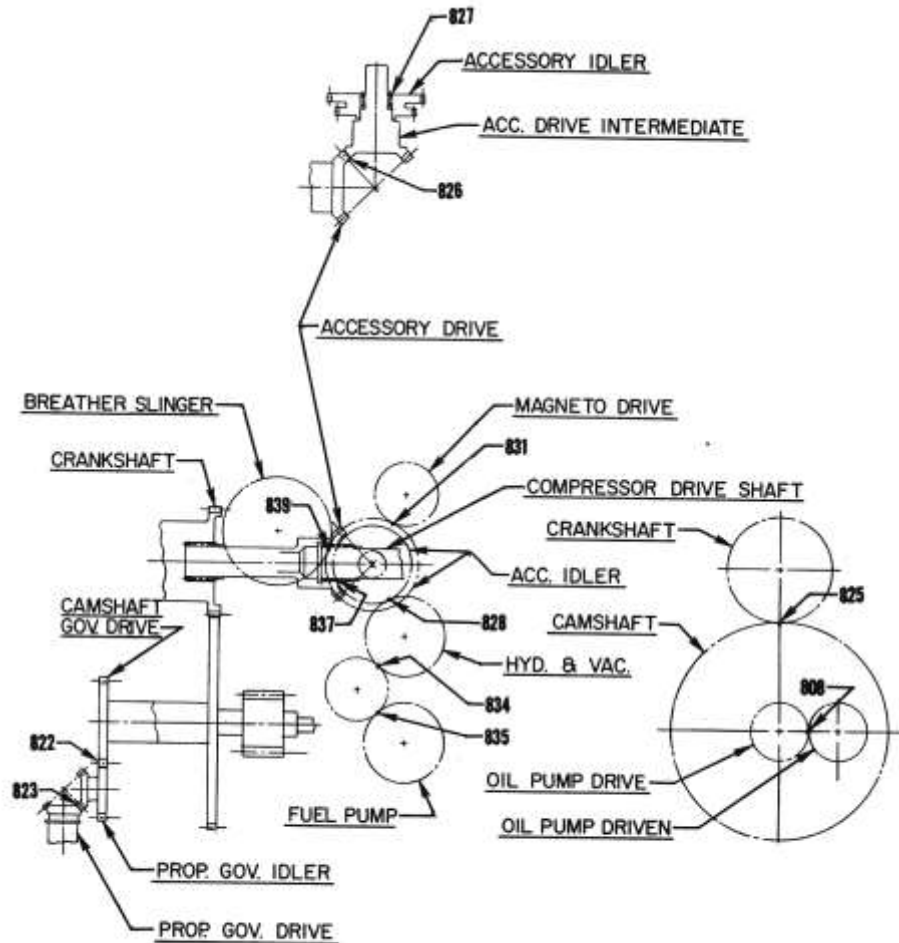 827
ACCESSORY IDLER
ACC. DRIVE INTERMEDIATE
826
ACCESSORY DRIVE
BREATHER SLINGER
MAGNETO DRIVE
831
CRANKSHAFT
COMPRESSOR DRIVE SHAFT
839
CRANKSHAFT
ACC. IDLER
CAMSHAFT
GOV. DRIVE
837
828
825
CAMSHAFT
HYD. & VAC.
834
808
822
835
823
OIL PUMP DRIVE
FUEL PUMP
OIL PUMP DRIVEN
PROP. GOV. IDLER
PROP. GOV. DRIVE